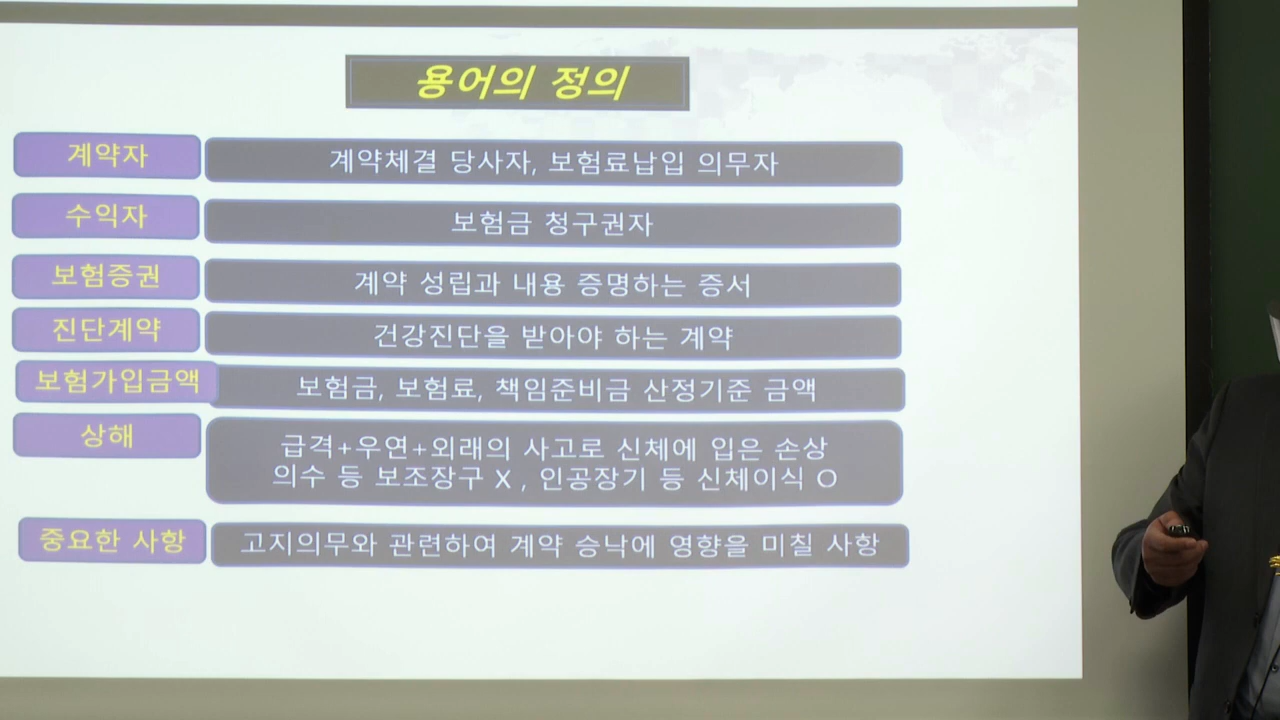 용어의 정의
계약자
계약체결 당사자, 보험료납입 의무자
수익자
보험금 청구권자
보험증권
계약 성립과 내용 증명하는 증서
진단계약
건강진단을 받아야 하는 계약
보험가입금액
보험금, 보험료, 책임준비금 산정기준 금액
상해
급격+우연+외래의 사고로 신체에 입은 손상
의수 등 보조장구 X , 인공장기 등 신체이식 O
중요한 사항
고지의무와 관련하여 계약 승낙에 영향을 미칠 사항